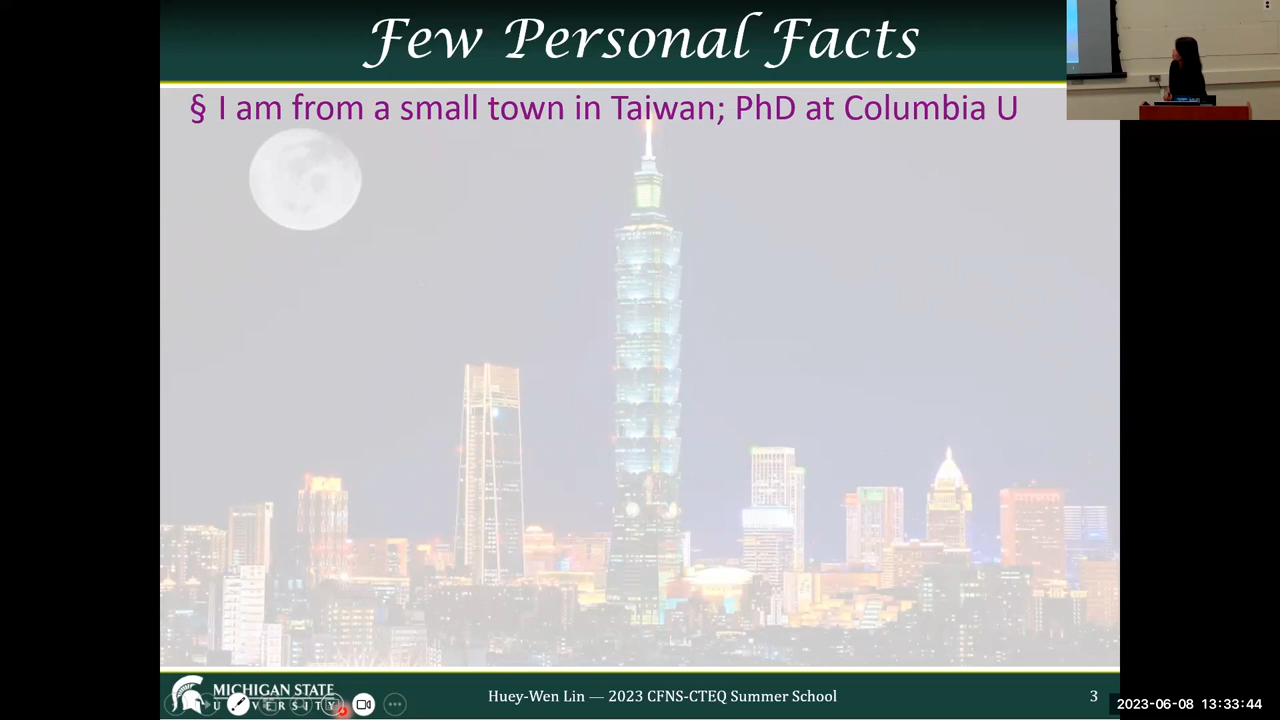 Few Personal Facts
§ I am from a small town in Taiwan; PhD at Columbia U
MICHIGAN STATE
UNIVERSITY
Huey-Wen Lin — 2023 CFNS-CTEQ Summer School
3
2023-06-08 13:33:44